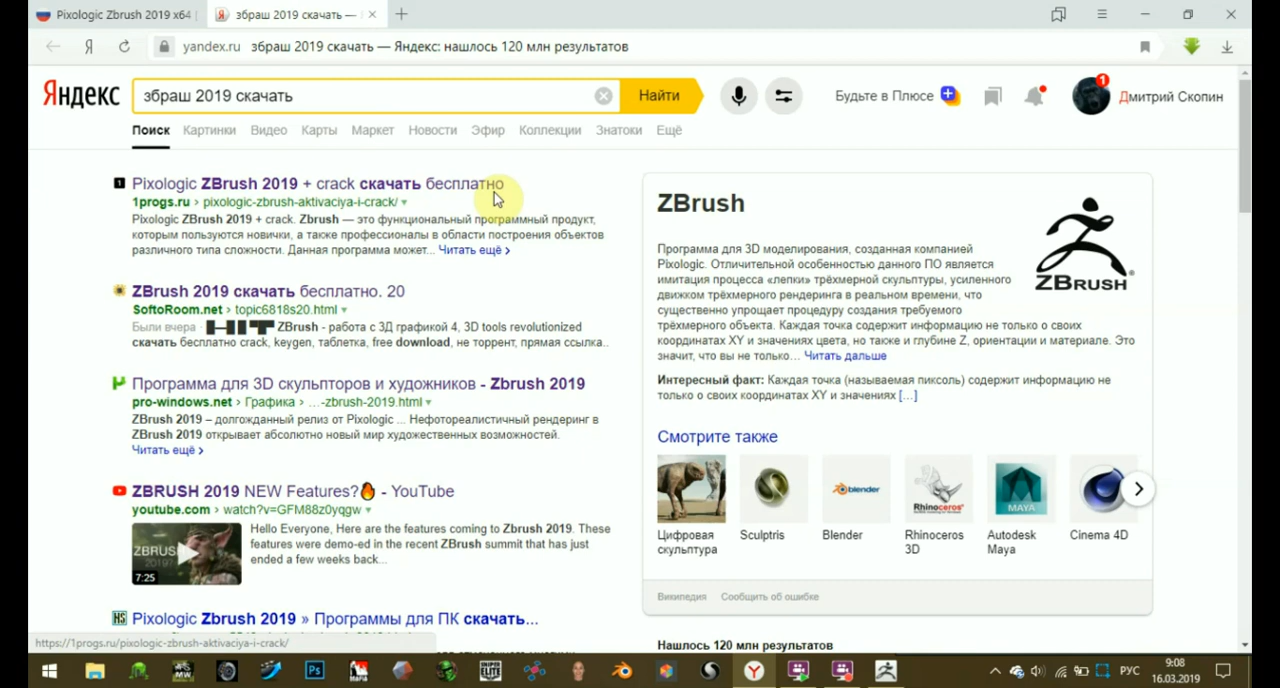 Pixologic Zbrush 2019 x64
збраш 2019 скачать —
yandex.ru збраш 2019 скачать — Яндекс: нашлось 120 млн результатов
Яндекс
збраш 2019 скачать
Найти
Будьте в Плюсе
1
Дмитрий Скопин
Поиск Картинки Видео Карты Маркет Новости Эфир Коллекции Знатоки Ещё
Pixologic ZBrush 2019 + crack скачать бесплатно
1progs.ru › pixologic-zbrush-aktivaciya-i-crack/
Pixologic ZBrush 2019 + crack. Zbrush — это функциональный программный продукт,
которым пользуются новички, а также профессионалы в области построения объектов
различного типа сложности. Данная программа может... Читать ещё ›
ZBrush 2019 скачать бесплатно. 20
SoftoRoom.net › topic6818s20.html
Были вчера · ZBrush - работа с 3Д графикой 4, 3D tools revolutionized
скачать бесплатно crack, keygen, таблетка, free download, не торрент, прямая ссылка..
Программа для 3D скульпторов и художников - Zbrush 2019
pro-windows.net › Графика › ...-zbrush-2019.html
ZBrush 2019 – долгожданный релиз от Pixologic ... Нефотореалистичный рендеринг в
ZBrush 2019 открывает абсолютно новый мир художественных возможностей.
Читать ещё ›
ZBRUSH 2019 NEW Features?🔥 - YouTube
youtube.com › watch?v=GFM88z0yqgw
Hello Everyone, Here are the features coming to Zbrush 2019. These
features were demo-ed in the recent ZBrush summit that has just
ended a few weeks back...
ZBRUS
2019?
7:25
Pixologic Zbrush 2019 » Программы для ПК скачать...
https://1progs.ru/pixologic-zbrush-aktivaciya-i-crack/
ZBrush
ZBRUSH
Программа для 3D моделирования, созданная компанией
Pixologic. Отличительной особенностью данного ПО является
имитация процесса «лепки» трёхмерной скульптуры, усиленного
движком трёхмерного рендеринга в реальном времени, что
существенно упрощает процедуру создания требуемого
трёхмерного объекта. Каждая точка содержит информацию не только о своих
координатах XY и значениях цвета, но также и глубине Z, ориентации и материале. Это
значит, что вы не только... Читать дальше
Интересный факт: Каждая точка (называемая пиксоль) содержит информацию не
только о своих координатах XY и значениях [...]
Смотрите также
blender
Rhinoceros
MAYA
Цифровая
скульптура
Sculptris
Blender
Rhinoceros
3D
Autodesk
Maya
Cinema 4D
Википедия Сообщить об ошибке
Нашлось 120 млн результатов
РУС
9:08
16.03.2019